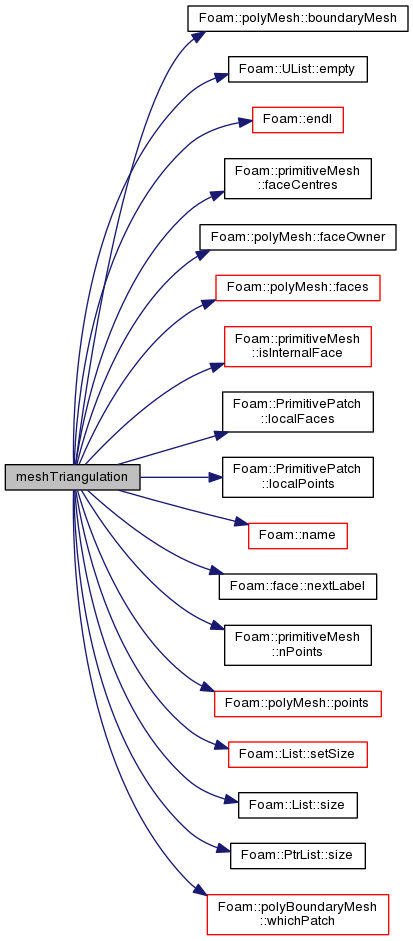 Foam::polyMesh::boundaryMesh
Foam::UList::empty
Foam::endl
Foam::primitiveMesh
::faceCentres
Foam::polyMesh::faceOwner
Foam::polyMesh::faces
Foam::primitiveMesh
::isInternalFace
Foam::PrimitivePatch
::localFaces
meshTriangulation
Foam::PrimitivePatch
::localPoints
Foam::name
Foam::face::nextLabel
Foam::primitiveMesh
::nPoints
Foam::polyMesh::points
Foam::List::setSize
Foam::List::size
Foam::PtrList::size
Foam::polyBoundaryMesh
::whichPatch